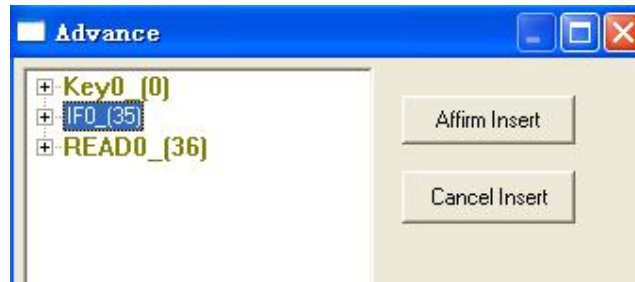 Advance
Key0_(0)
IF0_(35)
READ0_(36)
Affirm Insert
Cancel Insert